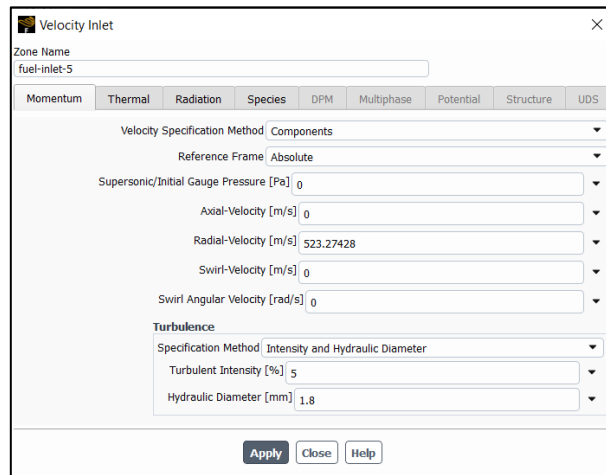 Velocity Inlet
Zone Name
fuel-inlet-5
Momentum Thermal Radiation Species DPM Multiphase Potential Structure UDS
Velocity Specification Method Components
Reference Frame Absolute
Supersonic/Initial Gauge Pressure [Pa] 0
Axial-Velocity [m/s] 0
Radial-Velocity [m/s] 523.27428
Swirl-Velocity [m/s] 0
Swirl Angular Velocity [rad/s] 0
Turbulence
Specification Method Intensity and Hydraulic Diameter
Turbulent Intensity [%] 5
Hydraulic Diameter [mm] 1.8
Apply Close Help